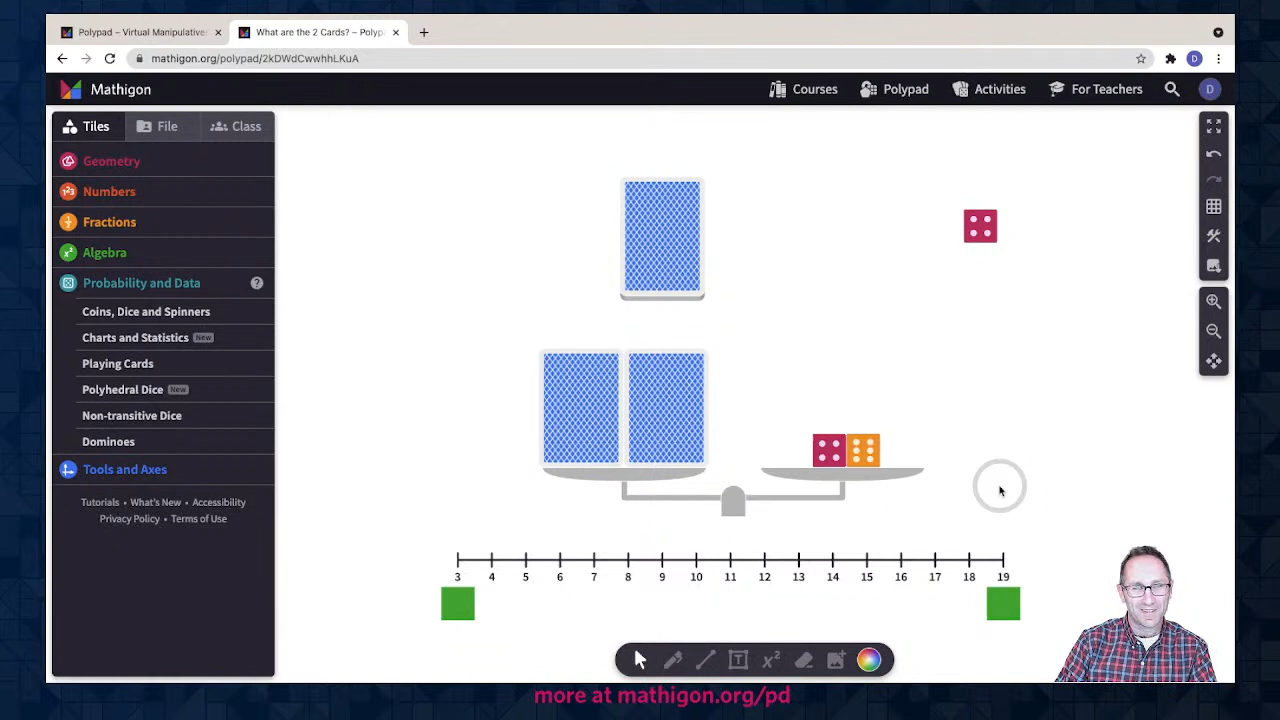 Polypad – Virtual Manipulatives
What are the 2 Cards? – Polyp
mathigon.org/polypad/2kDWdCwwhhLKuA
D
Mathigon
Courses
Polypad
Activities
For Teachers
D
Tiles
File
Class
Geometry
Numbers
Fractions
Algebra
Probability and Data ?
Coins, Dice and Spinners
Charts and Statistics New
Playing Cards
Polyhedral Dice New
Non-transitive Dice
Dominoes
Tools and Axes
Tutorials • What's New • Accessibility
Privacy Policy • Terms of Use
3 4 5 6 7 8 9 10 11 12 13 14 15 16 17 18 19
T x²
more at mathigon.org/pd